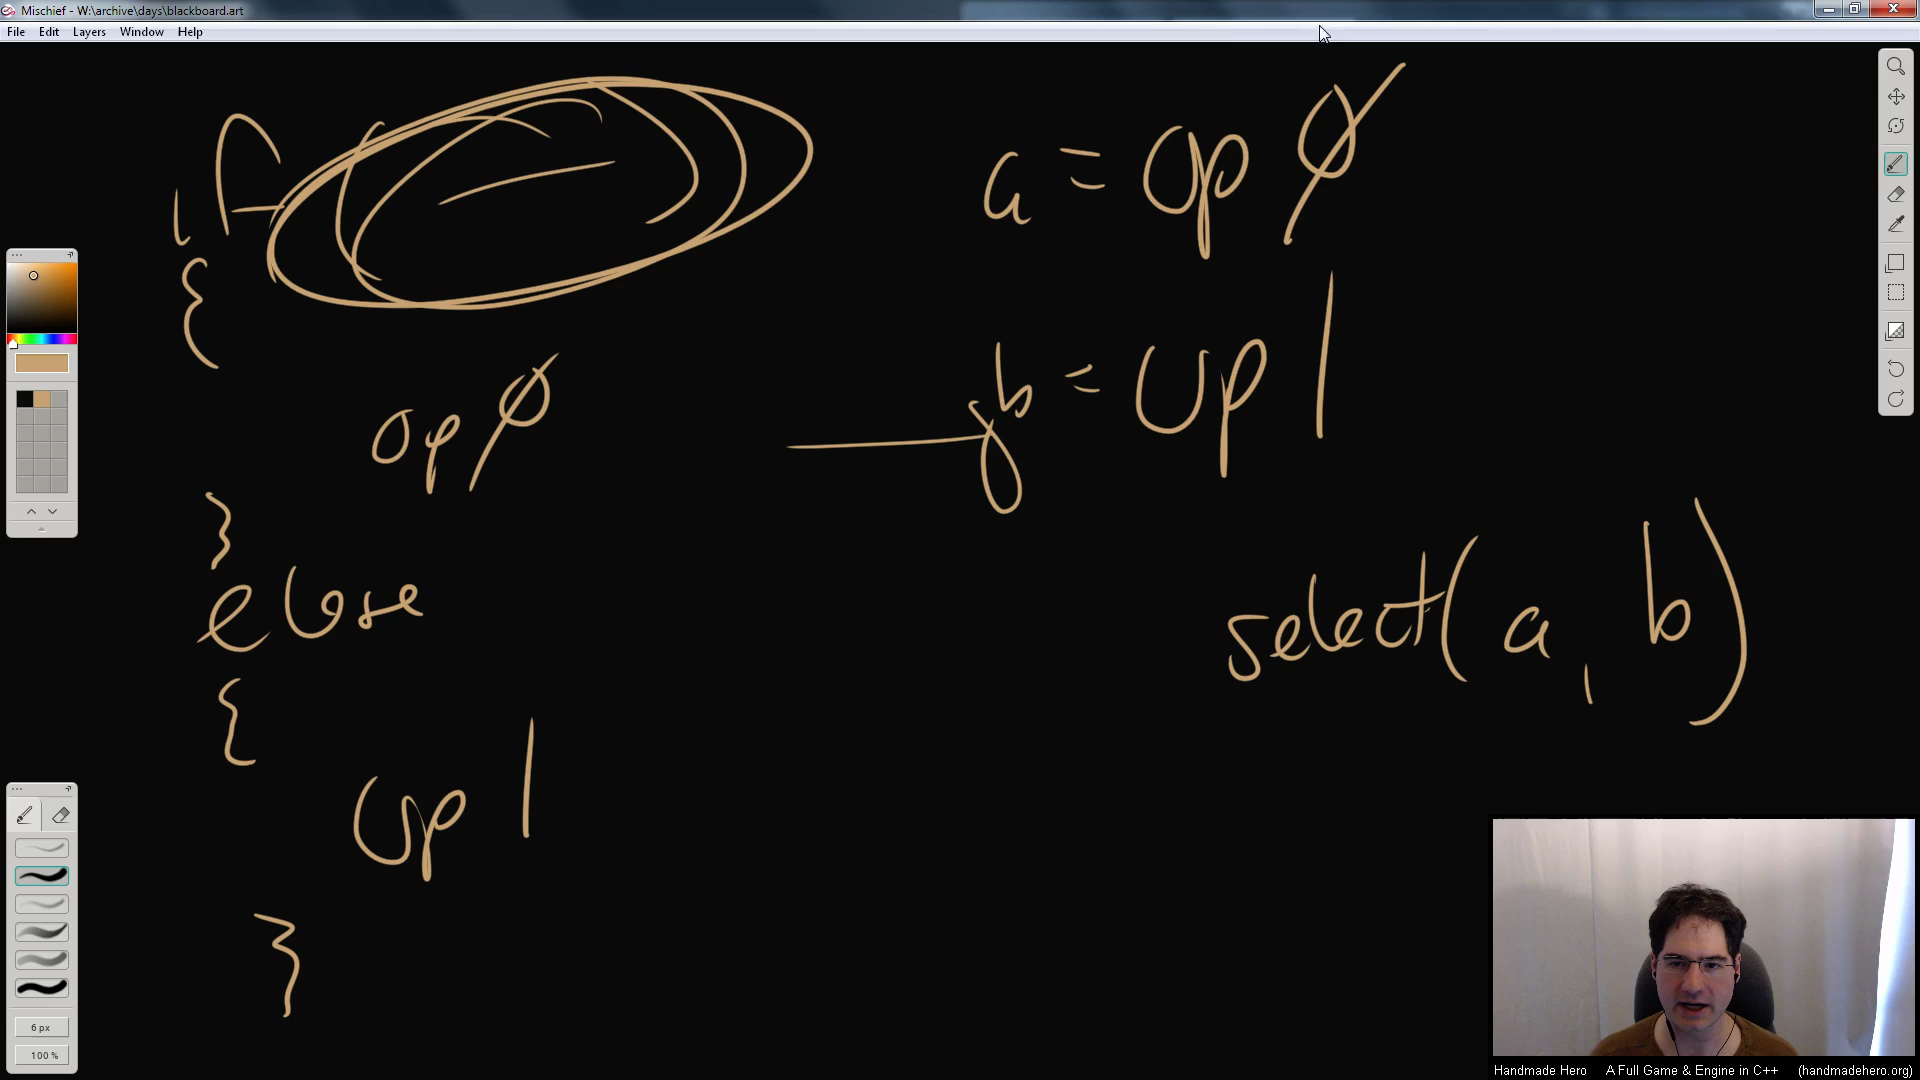 Mischief - W:\archive\days\blackboard.art
File Edit Layers Window Help
if ( — )
{
op 0
}
else
{
op 1
}
a = op 0
b = op 1
select(a, b)
6 px
100 %
Handmade Hero A Full Game & Engine in C++ (handmadehero.org)